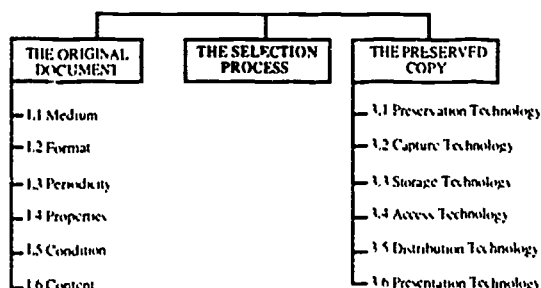 THE ORIGINAL
DOCUMENT
THE SELECTION
PROCESS
THE PRESERVED
COPY
1.1 Medium
1.2 Format
1.3 Periodicity
1.4 Properties
1.5 Condition
1.6 Content
3.1 Preservation Technology
3.2 Capture Technology
3.3 Storage Technology
3.4 Access Technology
3.5 Distribution Technology
3.6 Presentation Technology